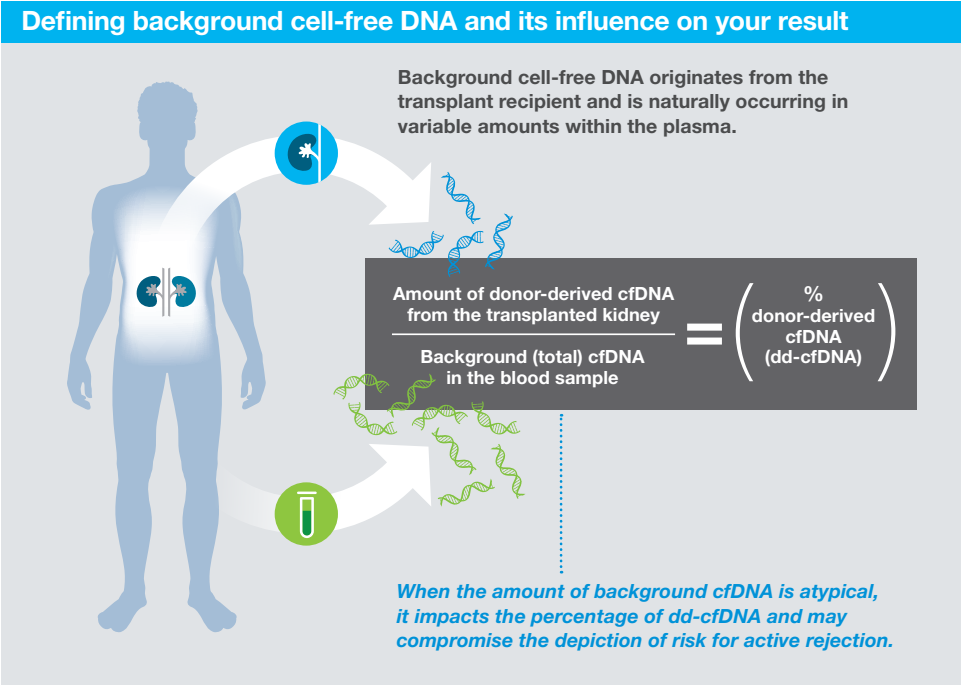 Defining background cell-free DNA and its influence on your result
Background cell-free DNA originates from the
transplant recipient and is naturally occurring in
variable amounts within the plasma.
Amount of donor-derived cfDNA
from the transplanted kidney
Background (total) cfDNA
in the blood sample
=
%
donor-derived
cfDNA
(dd-cfDNA)
When the amount of background cfDNA is atypical,
it impacts the percentage of dd-cfDNA and may
compromise the depiction of risk for active rejection.